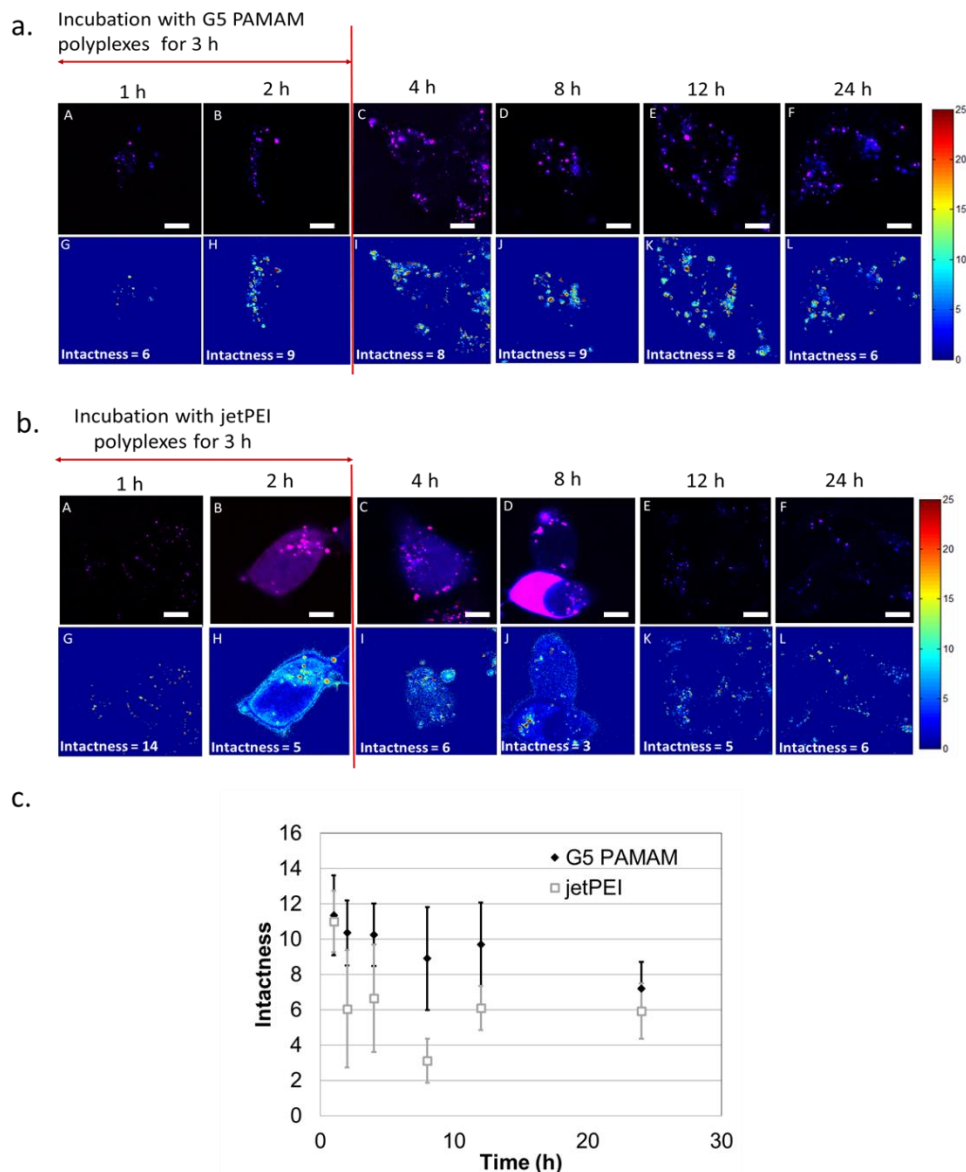 a.
Incubation with G5 PAMAM
polyplexes for 3 h
1 h 2 h 4 h 8 h 12 h 24 h
A B C D E F
25
20
15
10
5
0
G H I J K L
Intactness = 6 Intactness = 9 Intactness = 8 Intactness = 9 Intactness = 8 Intactness = 6
b.
Incubation with jetPEI
polyplexes for 3 h
1 h 2 h 4 h 8 h 12 h 24 h
A B C D E F
25
20
15
10
5
0
G H I J K L
Intactness = 14 Intactness = 5 Intactness = 6 Intactness = 3 Intactness = 5 Intactness = 6
c.
16
14
12
10
8
6
4
2
0
Intactness
G5 PAMAM
jetPEI
0 10 20 30
Time (h)